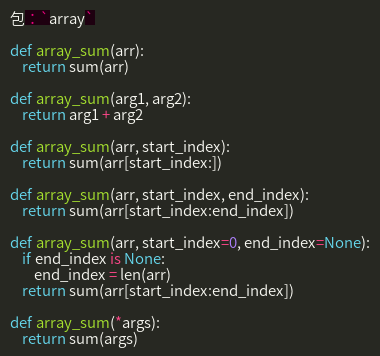 包：`array`
def array_sum(arr):
    return sum(arr)
def array_sum(arg1, arg2):
    return arg1 + arg2
def array_sum(arr, start_index):
    return sum(arr[start_index:])
def array_sum(arr, start_index, end_index):
    return sum(arr[start_index:end_index])
def array_sum(arr, start_index=0, end_index=None):
    if end_index is None:
        end_index = len(arr)
    return sum(arr[start_index:end_index])
def array_sum(*args):
    return sum(args)